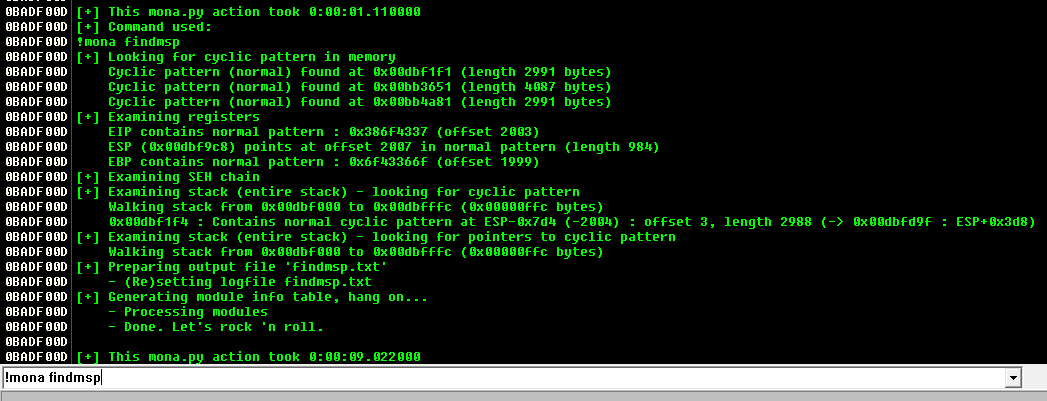 0BADF00D [+] This mona.py action took 0:00:01.110000
0BADF00D [+] Command used:
0BADF00D !mona findmsp
0BADF00D [+] Looking for cyclic pattern in memory
0BADF00D     Cyclic pattern (normal) found at 0x00dbf1f1 (length 2991 bytes)
0BADF00D     Cyclic pattern (normal) found at 0x00bb3651 (length 4087 bytes)
0BADF00D     Cyclic pattern (normal) found at 0x00bb4a81 (length 2991 bytes)
0BADF00D [+] Examining registers
0BADF00D     EIP contains normal pattern : 0x386f4337 (offset 2003)
0BADF00D     ESP (0x00dbf9c8) points at offset 2007 in normal pattern (length 984)
0BADF00D     EBP contains normal pattern : 0x6f43366f (offset 1999)
0BADF00D [+] Examining SEH chain
0BADF00D [+] Examining stack (entire stack) - looking for cyclic pattern
0BADF00D     Walking stack from 0x00dbf000 to 0x00dbfffc (0x00000ffc bytes)
0BADF00D     0x00dbf1f4 : Contains normal cyclic pattern at ESP-0x7d4 (-2004) : offset 3, length 2988 (-> 0x00dbfd9f : ESP+0x3d8)
0BADF00D [+] Examining stack (entire stack) - looking for pointers to cyclic pattern
0BADF00D     Walking stack from 0x00dbf000 to 0x00dbfffc (0x00000ffc bytes)
0BADF00D [+] Preparing output file 'findmsp.txt'
0BADF00D     - (Re)setting logfile findmsp.txt
0BADF00D [+] Generating module info table, hang on...
0BADF00D     - Processing modules
0BADF00D     - Done. Let's rock 'n roll.
0BADF00D
0BADF00D [+] This mona.py action took 0:00:09.022000
!mona findmsp